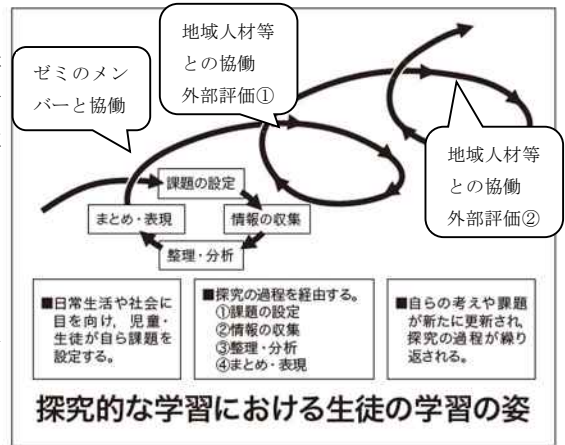 地域人材等
との協働
外部評価①
ゼミのメン
バーと協働
地域人材等
との協働
外部評価②
課題の設定
まとめ・表現
情報の収集
整理・分析
■日常生活や社会に
目を向け，児童・
生徒が自ら課題を
設定する。
■探究の過程を経由する。
①課題の設定
②情報の収集
③整理・分析
④まとめ・表現
■自らの考えや課題
が新たに更新され，
探究の過程が繰り
返される。
探究的な学習における生徒の学習の姿